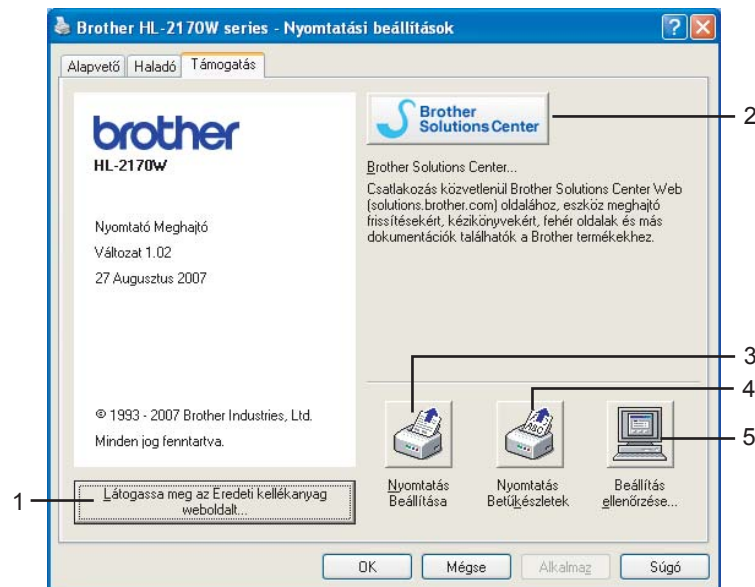 Brother HL-2170W series - Nyomtatási beállítások
Alapvető Haladó Támogatás
brother
HL-2170W
Nyomtató Meghajtó
Változat 1.02
27 Augusztus 2007
© 1993 - 2007 Brother Industries, Ltd.
Minden jog fenntartva.
1
Látogassa meg az Eredeti kellékanyag
weboldalt...
Brother
Solutions Center
2
Brother Solutions Center...
Csatlakozás közvetlenül Brother Solutions Center Web
(solutions.brother.com) oldalához, eszköz meghajtó
frissítésekért, kézikönyvekért, fehér oldalak és más
dokumentációk találhatók a Brother termékekhez.
3
4
5
ABC
Nyomtatás
Beállítása
Nyomtatás
Betűkészletek
Beállítás
ellenőrzése...
OK Mégse Alkalmaz Súgó